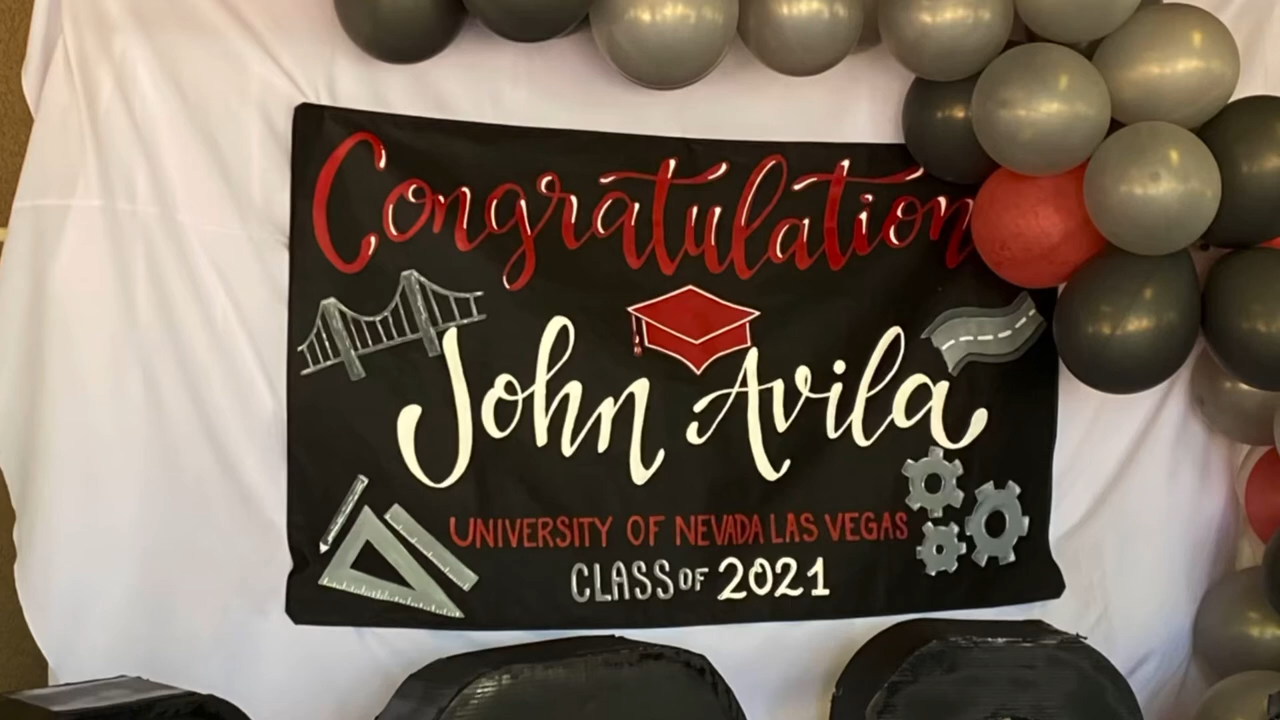 Congratulation
John Avila
UNIVERSITY OF NEVADA LAS VEGAS
CLASS OF 2021